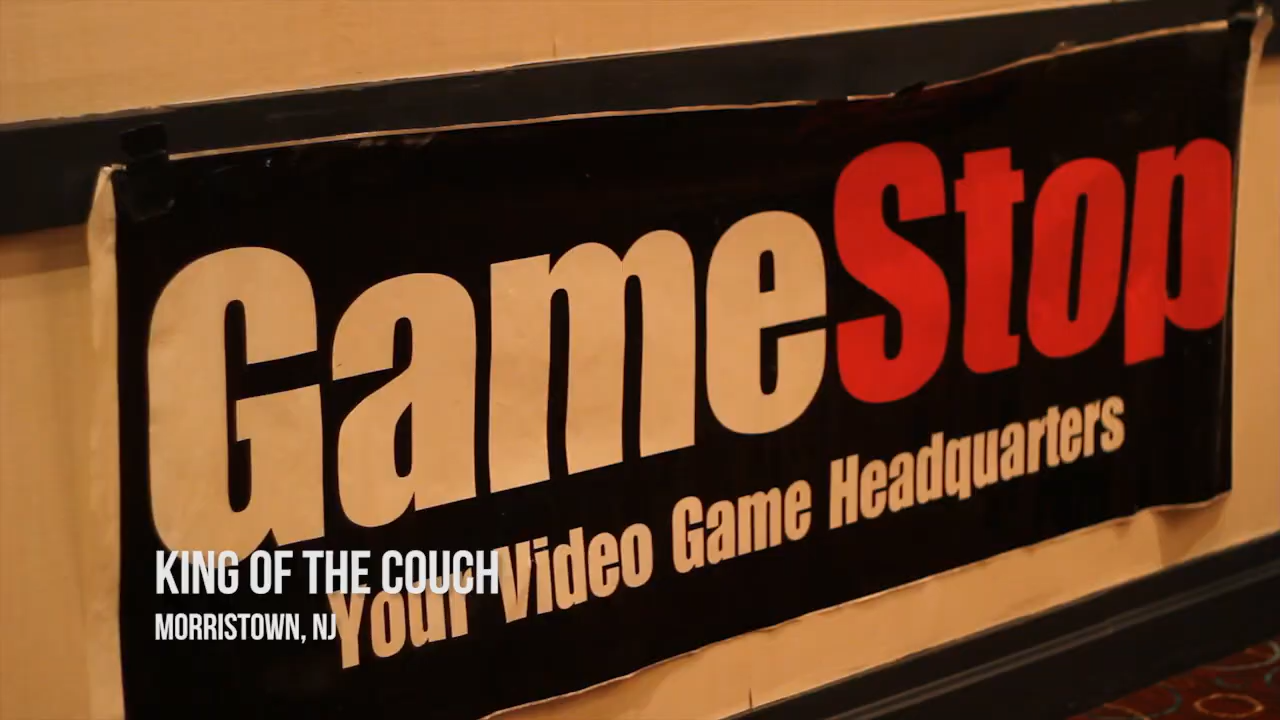 GameStop
Your Video Game Headquarters
KING OF THE COUCH
MORRISTOWN, NJ